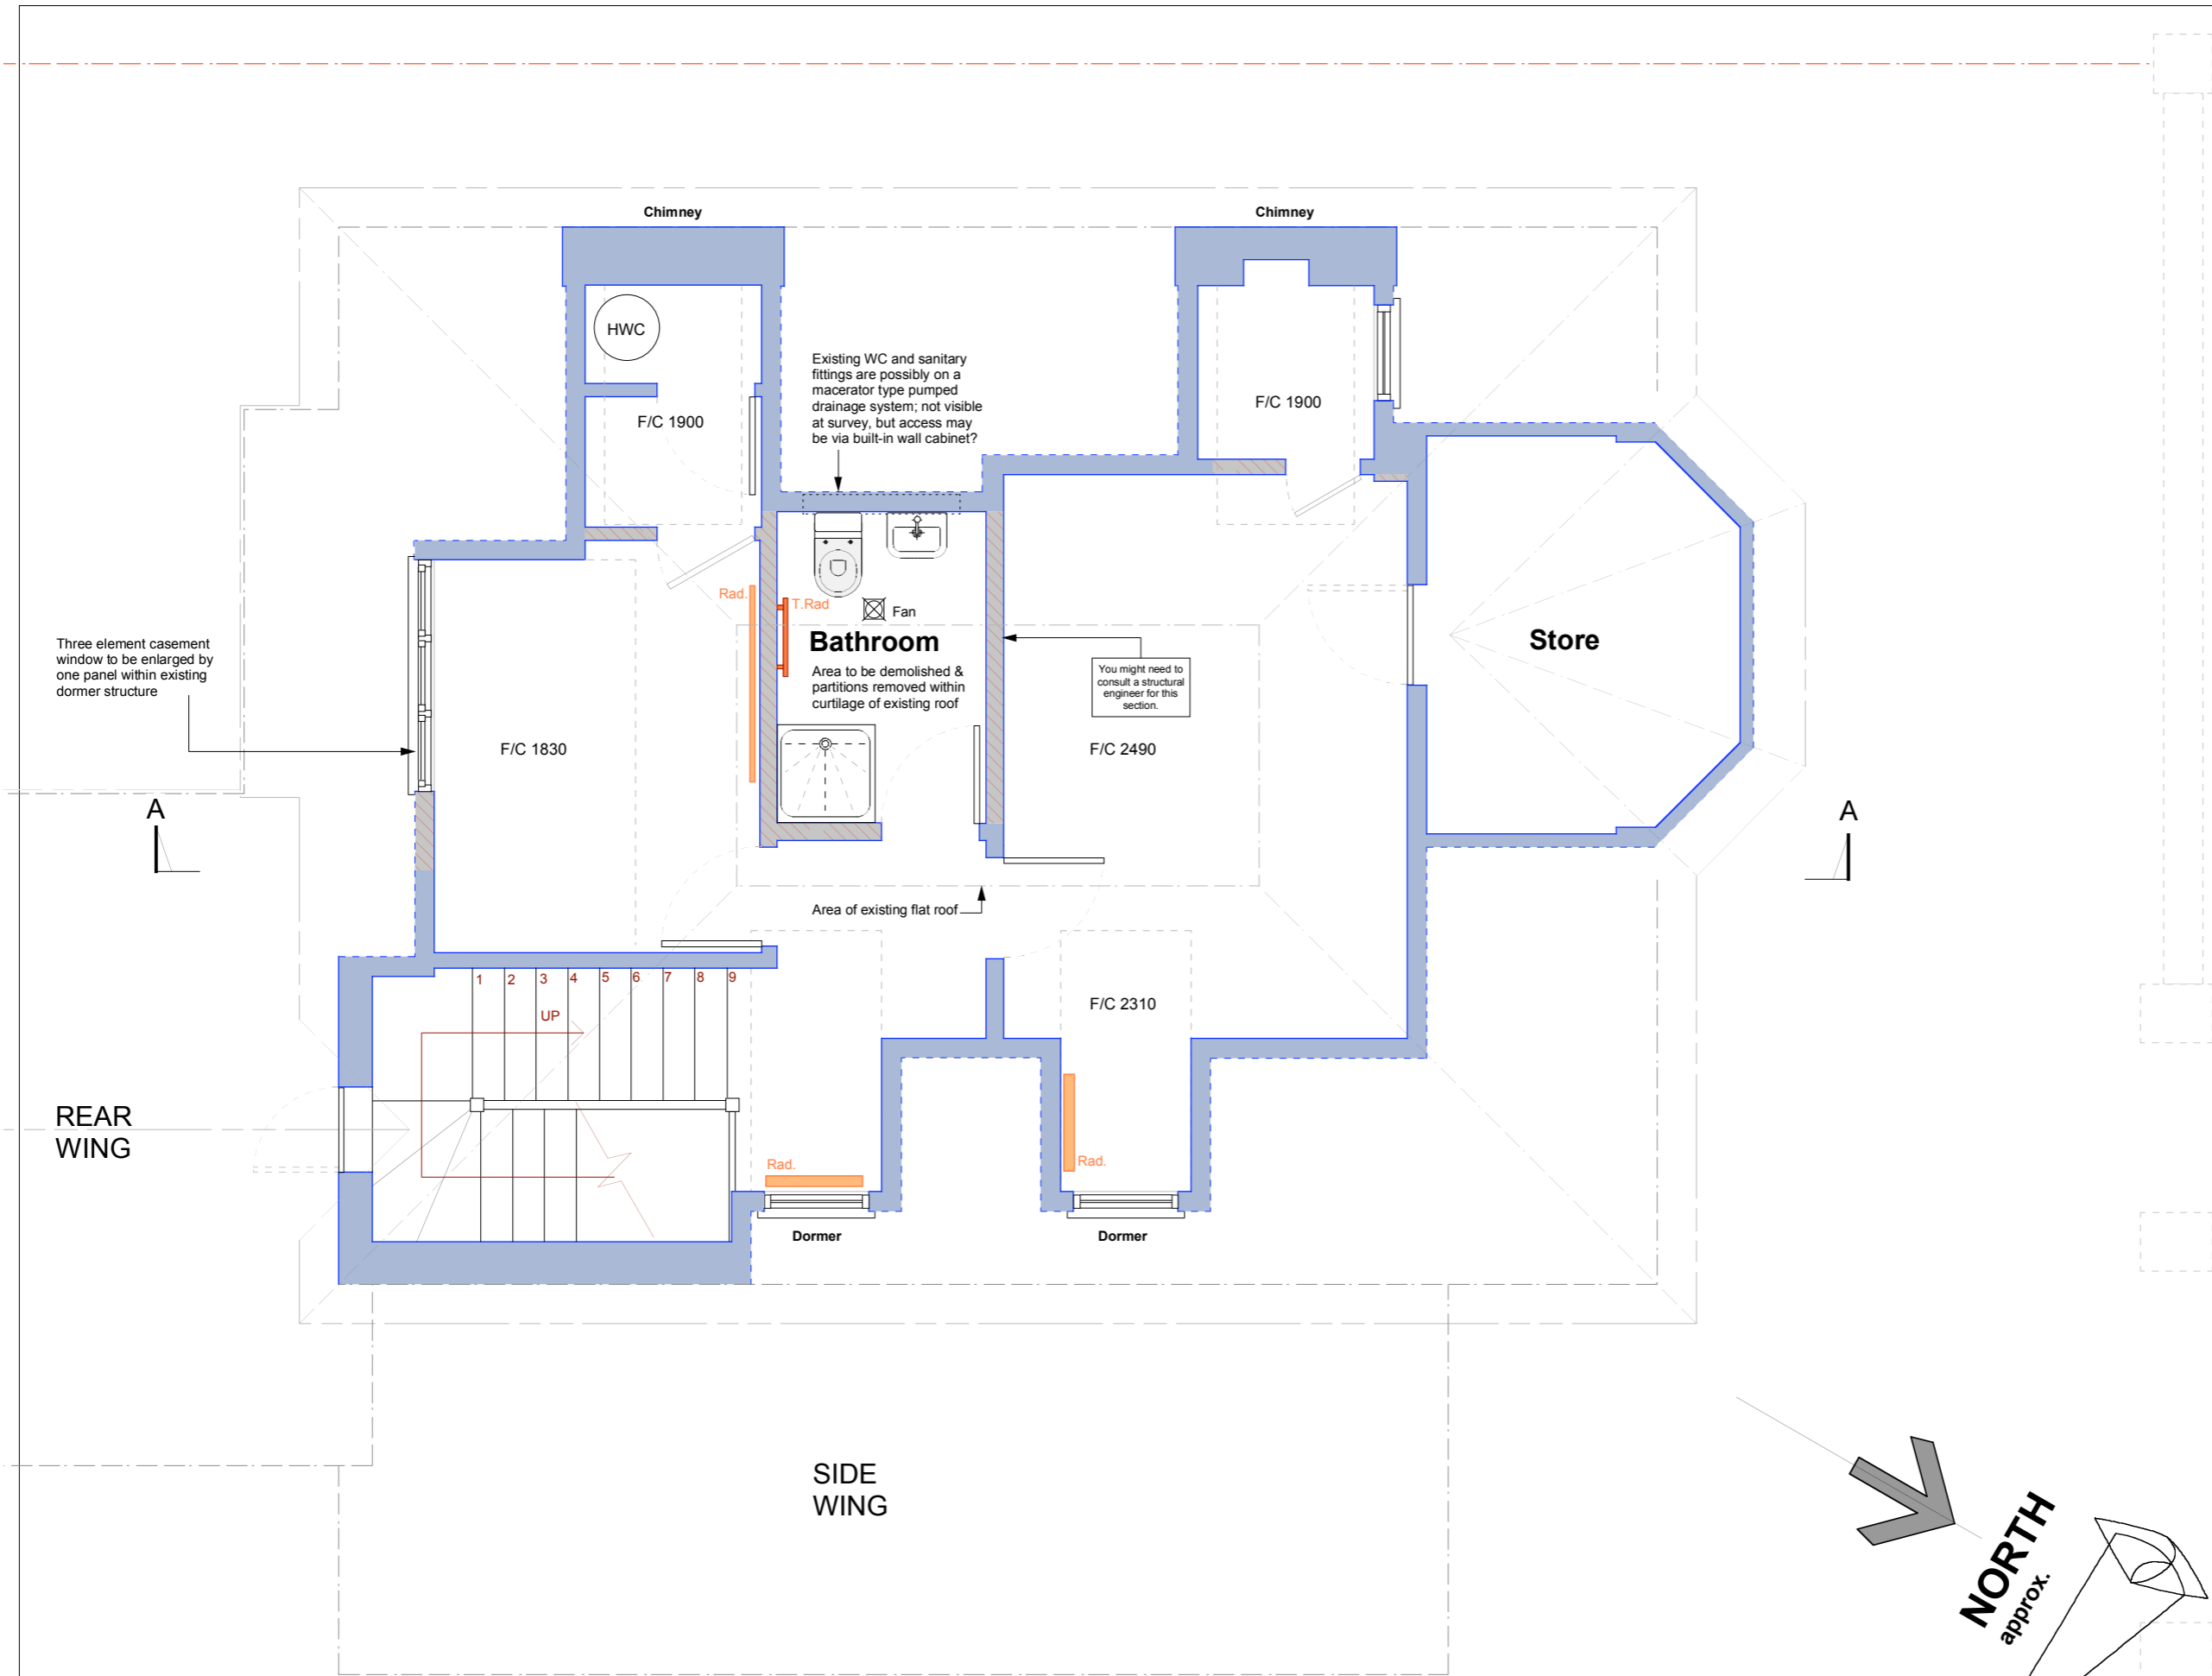 Chimney
Chimney
HWC
Existing WC and sanitary
fittings are possibly on a
macerator type pumped
drainage system; not visible
at survey, but access may
be via built-in wall cabinet?
F/C 1900
F/C 1900
Rad.
T.Rad
Fan
Bathroom
Area to be demolished &
partitions removed within
curtilage of existing roof
Store
Three element casement
window to be enlarged by
one panel within existing
dormer structure
You might need to
consult a structural
engineer for this
section.
F/C 1830
F/C 2490
A
A
Area of existing flat roof
1 2 3 4 5 6 7 8 9
UP
F/C 2310
REAR
WING
Rad.
Rad.
Dormer
Dormer
SIDE
WING
NORTH
approx.